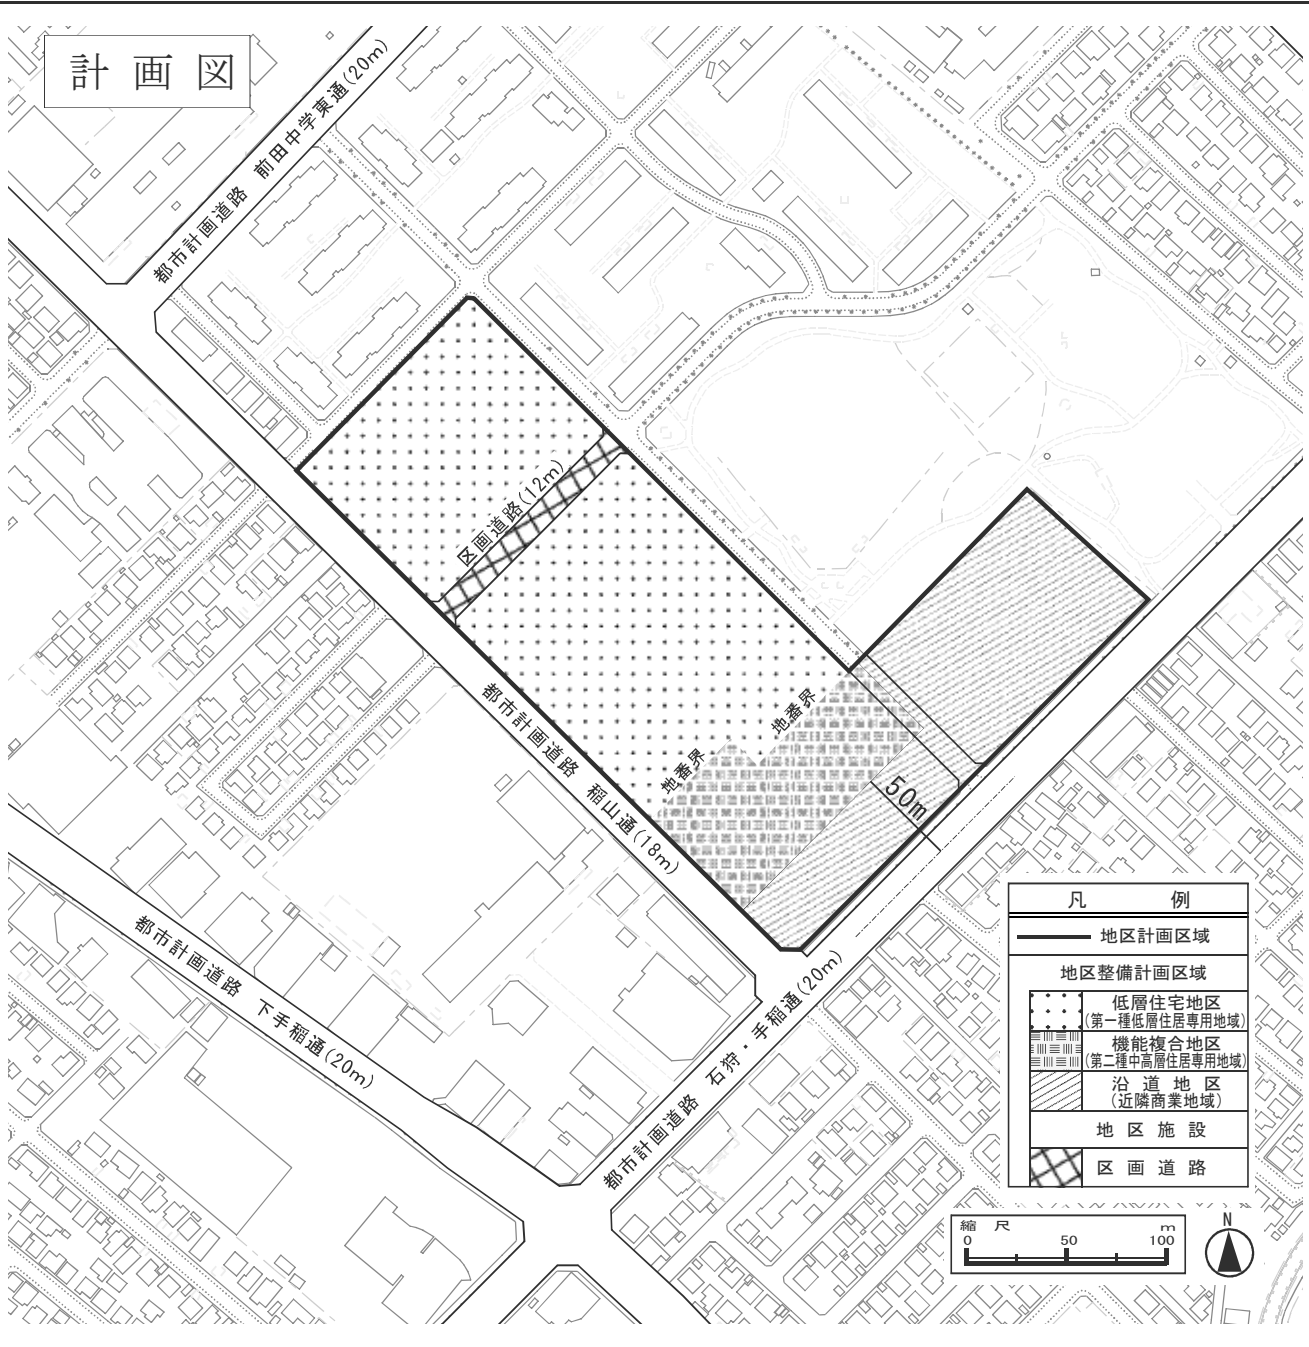 計画図
都市計画道路 前田中学東通(20m)
区画道路(12m)
都市計画道路 稲山通(18m)
地番界
地番界
50m
都市計画道路 下手稲通(20m)
都市計画道路 石狩・手稲通(20m)
凡例
地区計画区域
地区整備計画区域
低層住宅地区
(第一種低層住居専用地域)
機能複合地区
(第二種中高層住居専用地域)
沿道地区
(近隣商業地域)
地区施設
区画道路
縮尺 m
0 50 100
N